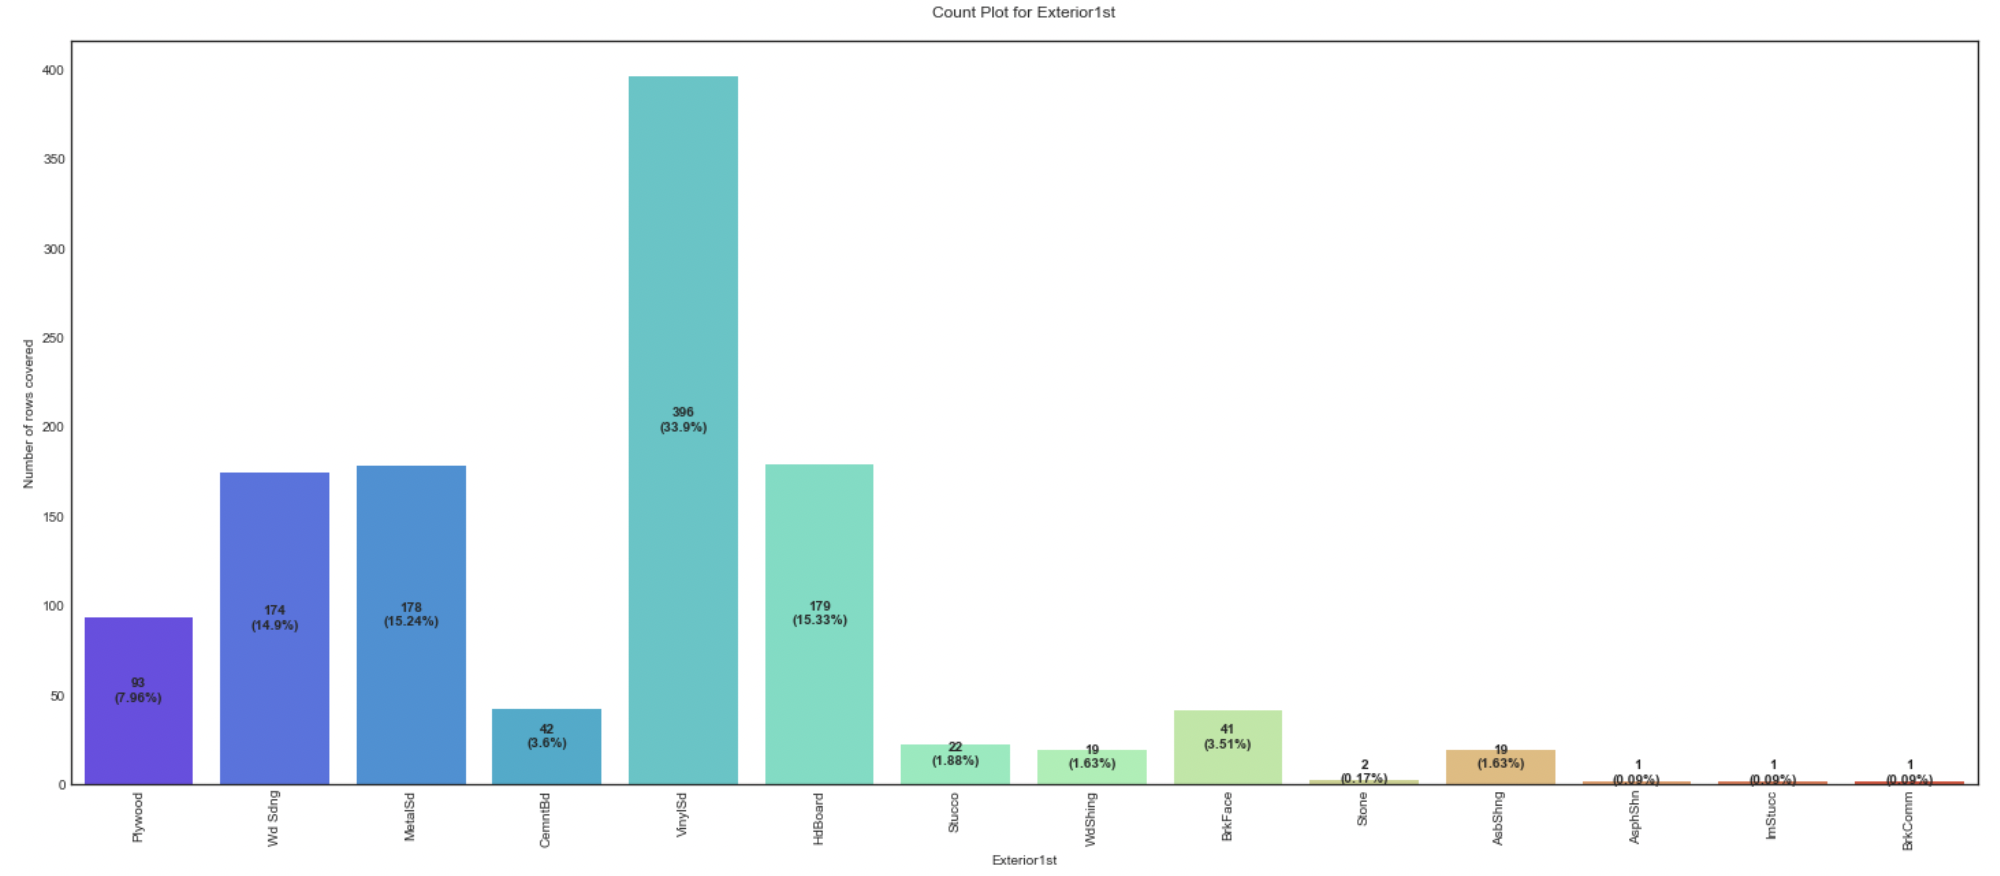 Count Plot for Exterior1st
Number of rows covered
400
350
300
250
200
150
100
50
0
93
(7.96%)
174
(14.9%)
178
(15.24%)
42
(3.6%)
396
(33.9%)
179
(15.33%)
22
(1.88%)
19
(1.63%)
41
(3.51%)
2
(0.17%)
19
(1.63%)
1
(0.09%)
1
(0.09%)
1
(0.09%)
Plywood
Wd Sdng
MetalSd
CemntBd
VinylSd
HdBoard
Stucco
WdShing
BrkFace
Stone
AsbShng
AsphShn
ImStucc
BrkComm
Exterior1st